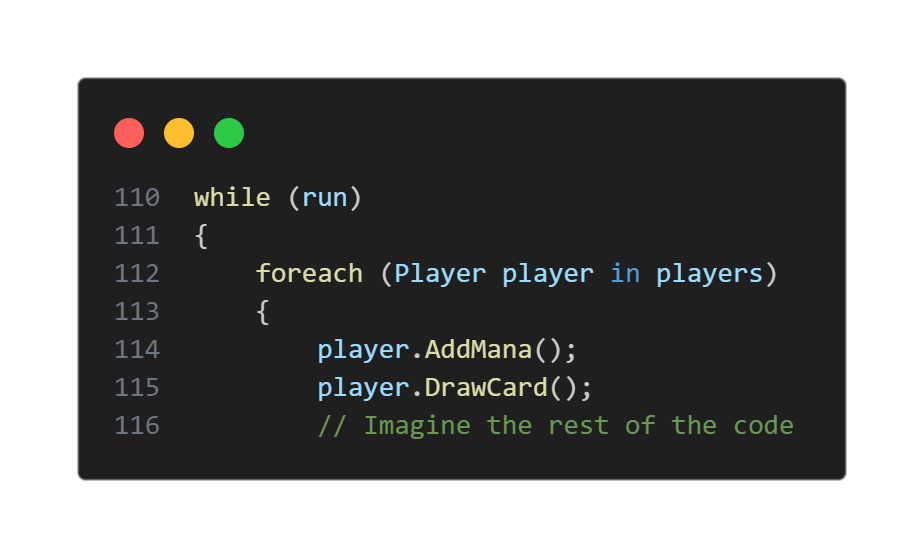 110 while (run)
111 {
112     foreach (Player player in players)
113     {
114         player.AddMana();
115         player.DrawCard();
116         // Imagine the rest of the code